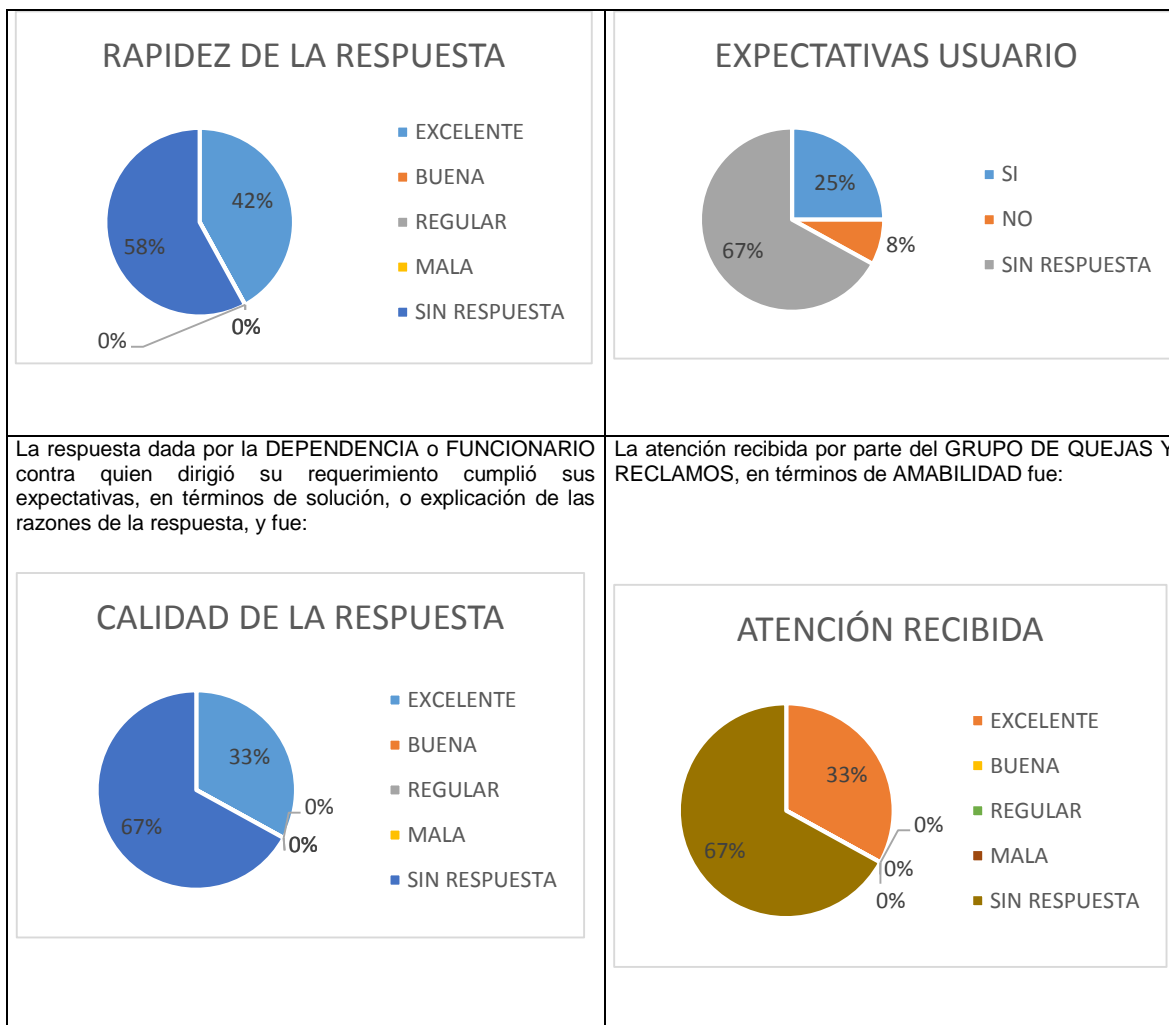 RAPIDEZ DE LA RESPUESTA
42%
58%
0%
0%
EXCELENTE
BUENA
REGULAR
MALA
SIN RESPUESTA
EXPECTATIVAS USUARIO
25%
8%
67%
SI
NO
SIN RESPUESTA
La respuesta dada por la DEPENDENCIA o FUNCIONARIO
contra quien dirigió su requerimiento cumplió sus
expectativas, en términos de solución, o explicación de las
razones de la respuesta, y fue:
CALIDAD DE LA RESPUESTA
33%
67%
0%
0%
EXCELENTE
BUENA
REGULAR
MALA
SIN RESPUESTA
La atención recibida por parte del GRUPO DE QUEJAS Y
RECLAMOS, en términos de AMABILIDAD fue:
ATENCIÓN RECIBIDA
33%
67%
0%
0%
0%
EXCELENTE
BUENA
REGULAR
MALA
SIN RESPUESTA